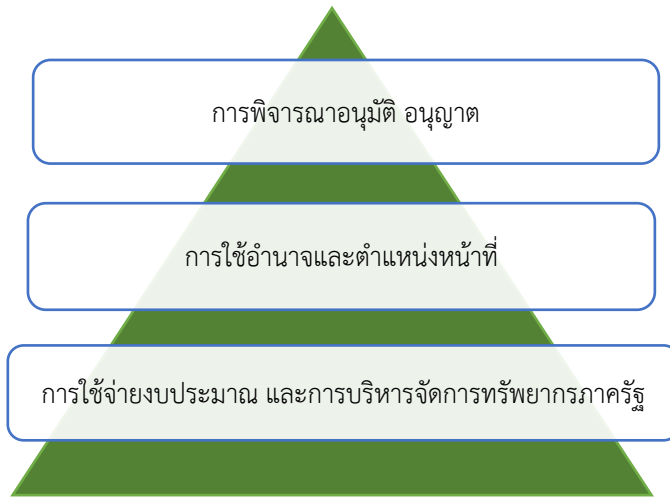 การพิจารณาอนุมัติ อนุญาต
การใช้อำนาจและตำแหน่งหน้าที่
การใช้จ่ายงบประมาณ และการบริหารจัดการทรัพยากรภาครัฐ